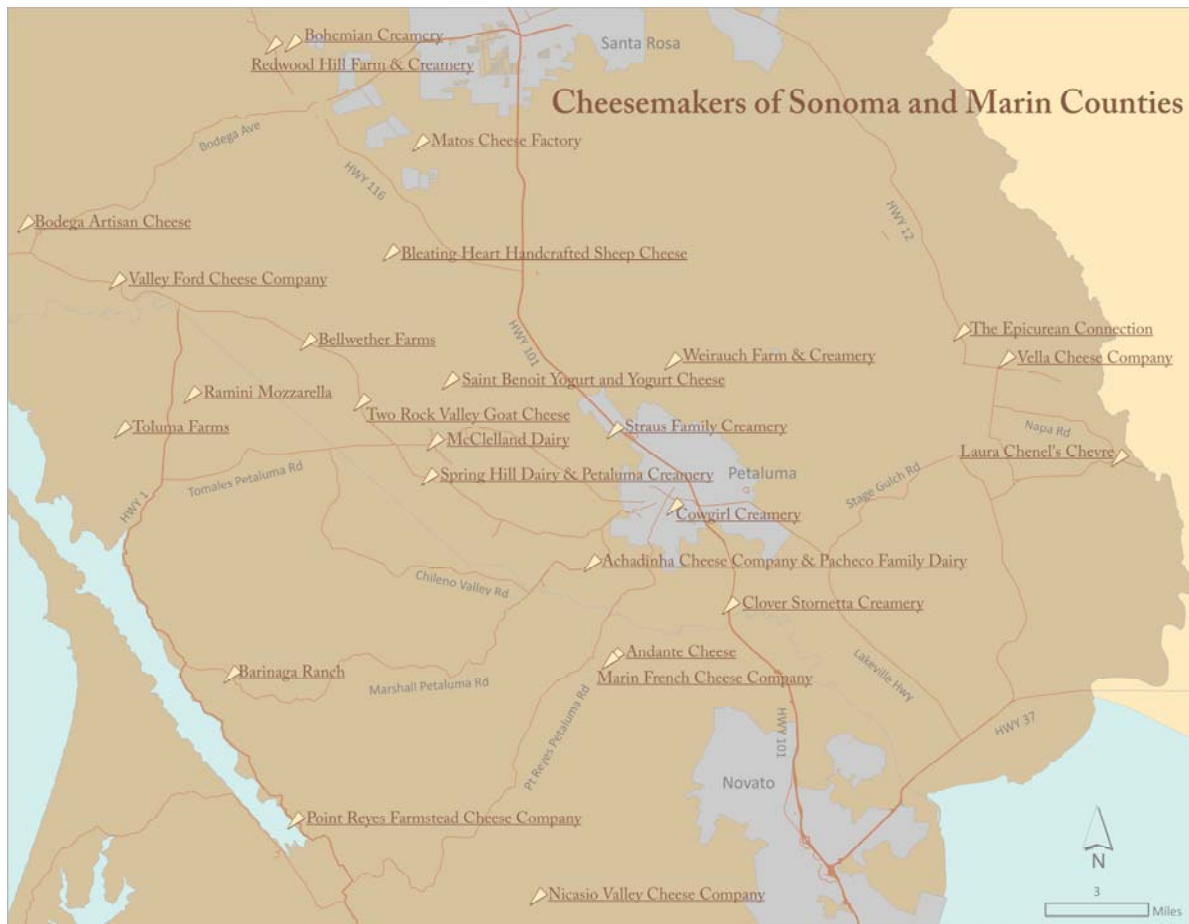 Bohemian Creamery
Santa Rosa
Redwood Hill Farm & Creamery
Cheesemakers of Sonoma and Marin Counties
Bodega Ave
Matos Cheese Factory
HWY 116
HWY 12
Bodega Artisan Cheese
Bleating Heart Handcrafted Sheep Cheese
Valley Ford Cheese Company
HWY 101
The Epicurean Connection
Bellwether Farms
Weirauch Farm & Creamery
Vella Cheese Company
Saint Benoit Yogurt and Yogurt Cheese
Ramini Mozzarella
Two Rock Valley Goat Cheese
Toluma Farms
Straus Family Creamery
Napa Rd
McClelland Dairy
Laura Chenel's Chevre
Tomales Petaluma Rd
Spring Hill Dairy & Petaluma Creamery
Petaluma
Stage Gulch Rd
HWY 1
Cowgirl Creamery
Achadinha Cheese Company & Pacheco Family Dairy
Chileno Valley Rd
Clover Stornetta Creamery
Andante Cheese
Barinaga Ranch
Marin French Cheese Company
Marshall Petaluma Rd
Lakeville Hwy
Pt Reyes Petaluma Rd
HWY 101
HWY 37
Novato
Point Reyes Farmstead Cheese Company
N
Nicasio Valley Cheese Company
3
Miles